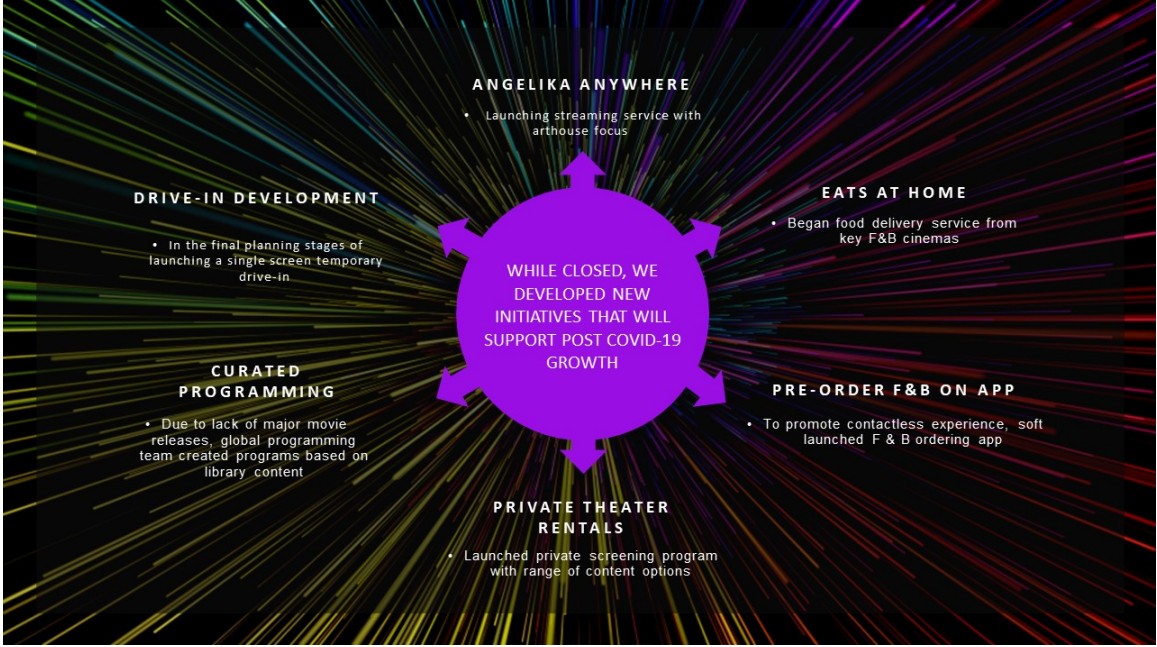 ANGELIKA ANYWHERE
• Launching streaming service with
arthouse focus
DRIVE-IN DEVELOPMENT
• In the final planning stages of
launching a single screen temporary
drive-in
EATS AT HOME
• Began food delivery service from
key F&B cinemas
WHILE CLOSED, WE
DEVELOPED NEW
INITIATIVES THAT WILL
SUPPORT POST COVID-19
GROWTH
CURATED
PROGRAMMING
• Due to lack of major movie
releases, global programming
team created programs based on
library content
PRE-ORDER F&B ON APP
• To promote contactless experience, soft
launched F & B ordering app
PRIVATE THEATER
RENTALS
• Launched private screening program
with range of content options